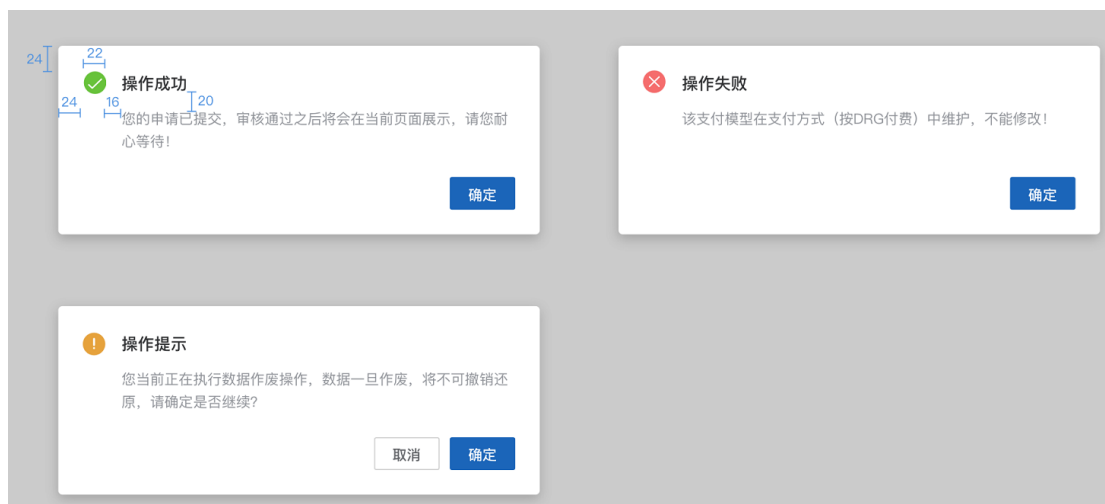 24
22
操作成功
24
16
20
您的申请已提交，审核通过之后将会在当前页面展示，请您耐
心等待！
确定
操作失败
该支付模型在支付方式（按DRG付费）中维护，不能修改！
确定
操作提示
您当前正在执行数据作废操作，数据一旦作废，将不可撤销还
原，请确定是否继续？
取消
确定